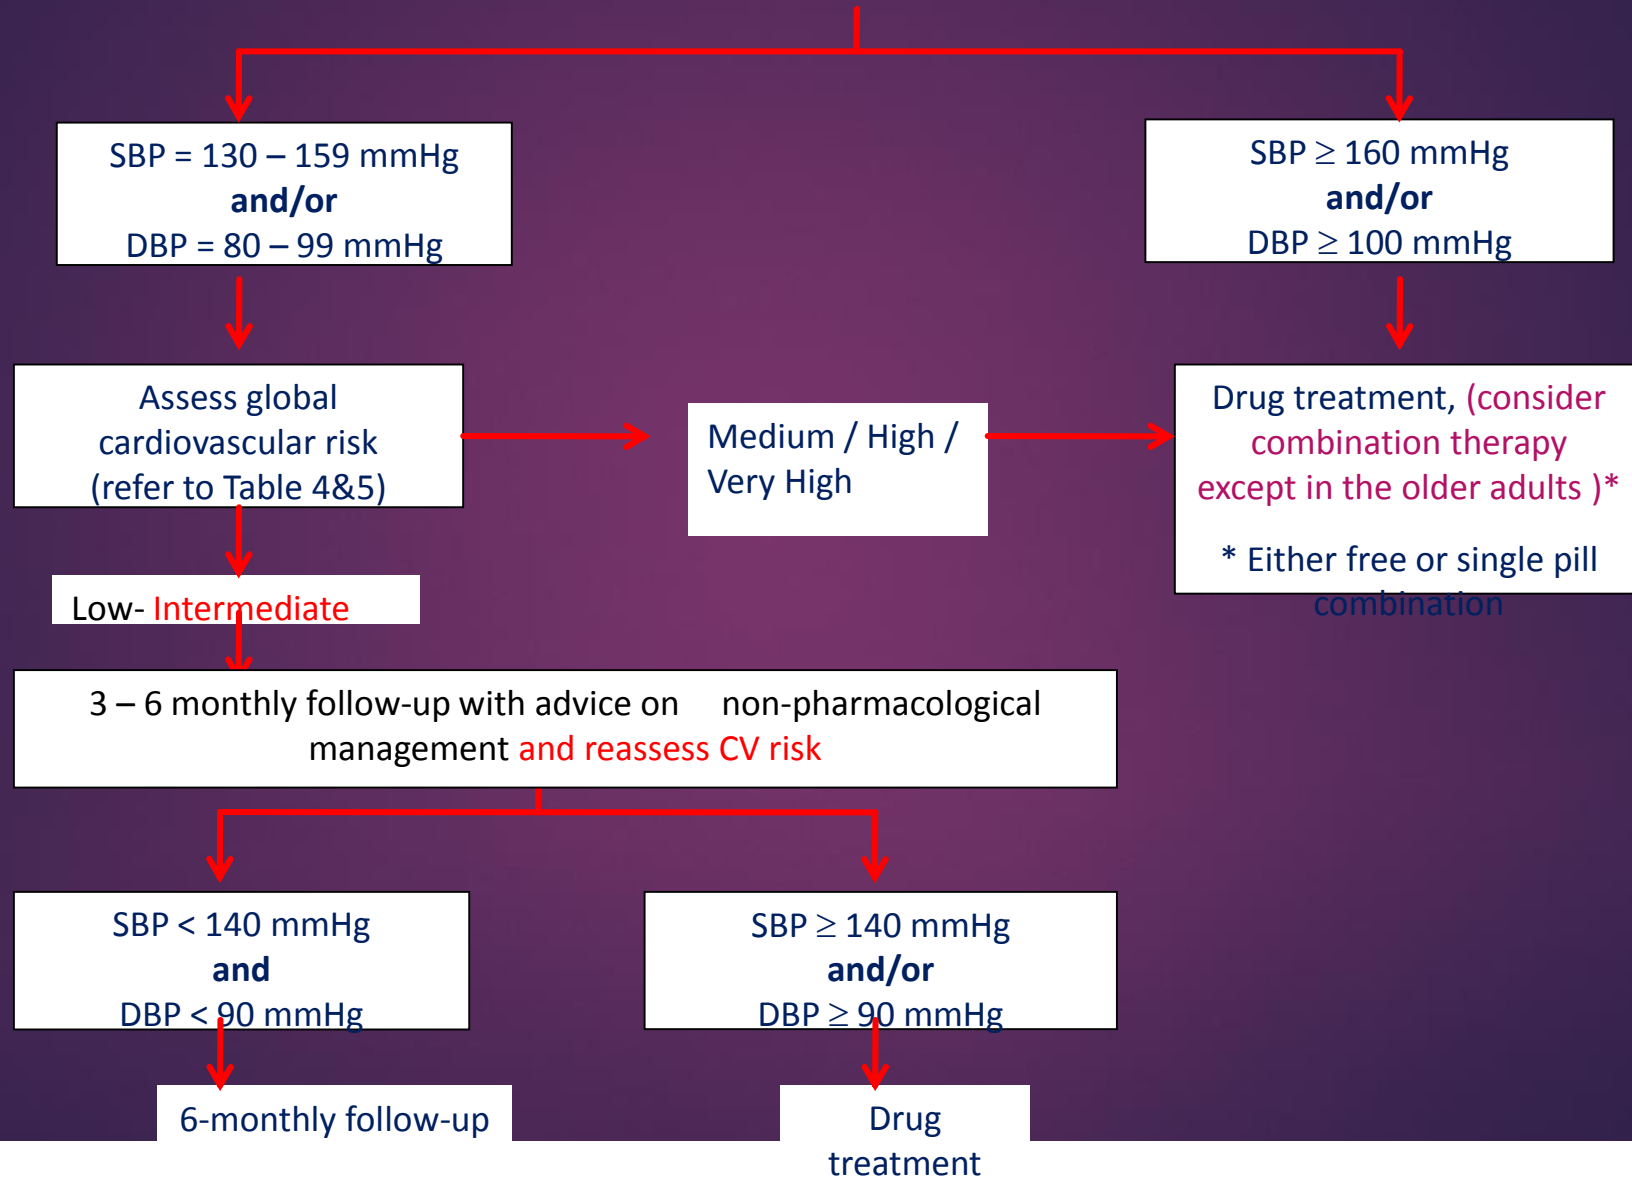 SBP = 130 – 159 mmHg
and/or
DBP = 80 – 99 mmHg
SBP ≥ 160 mmHg
and/or
DBP ≥ 100 mmHg
Assess global
cardiovascular risk
(refer to Table 4&5)
Medium / High /
Very High
Drug treatment, (consider
combination therapy
except in the older adults )*
* Either free or single pill
combination
Low- Intermediate
3 – 6 monthly follow-up with advice on non-pharmacological
management and reassess CV risk
SBP < 140 mmHg
and
DBP < 90 mmHg
SBP ≥ 140 mmHg
and/or
DBP ≥ 90 mmHg
6-monthly follow-up
Drug
treatment